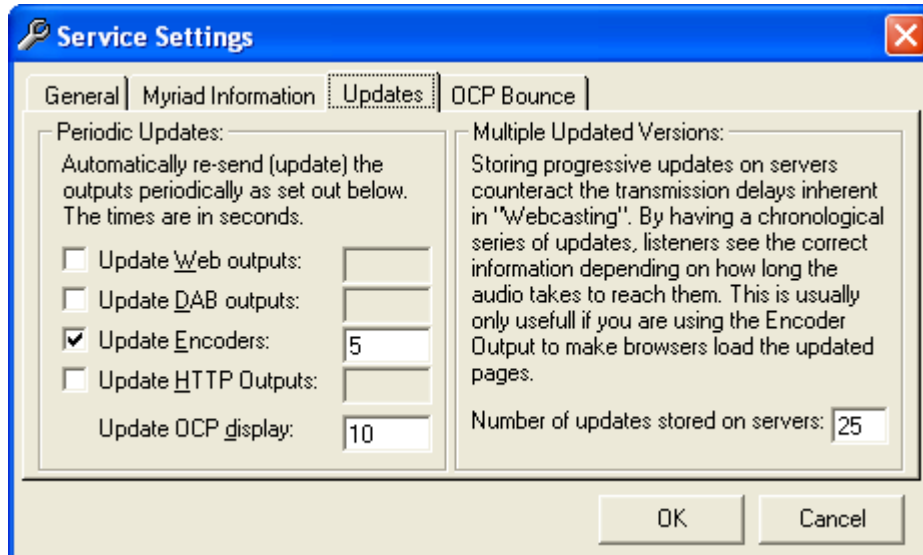 Service Settings
General
Myriad Information
Updates
OCP Bounce
Periodic Updates:
Automatically re-send (update) the
outputs periodically as set out below.
The times are in seconds.
Update Web outputs:
Update DAB outputs:
Update Encoders:
5
Update HTTP Outputs:
Update OCP display:
10
Multiple Updated Versions:
Storing progressive updates on servers
counteract the transmission delays inherent
in "Webcasting". By having a chronological
series of updates, listeners see the correct
information depending on how long the
audio takes to reach them. This is usually
only usefull if you are using the Encoder
Output to make browsers load the updated
pages.
Number of updates stored on servers: 25
OK
Cancel